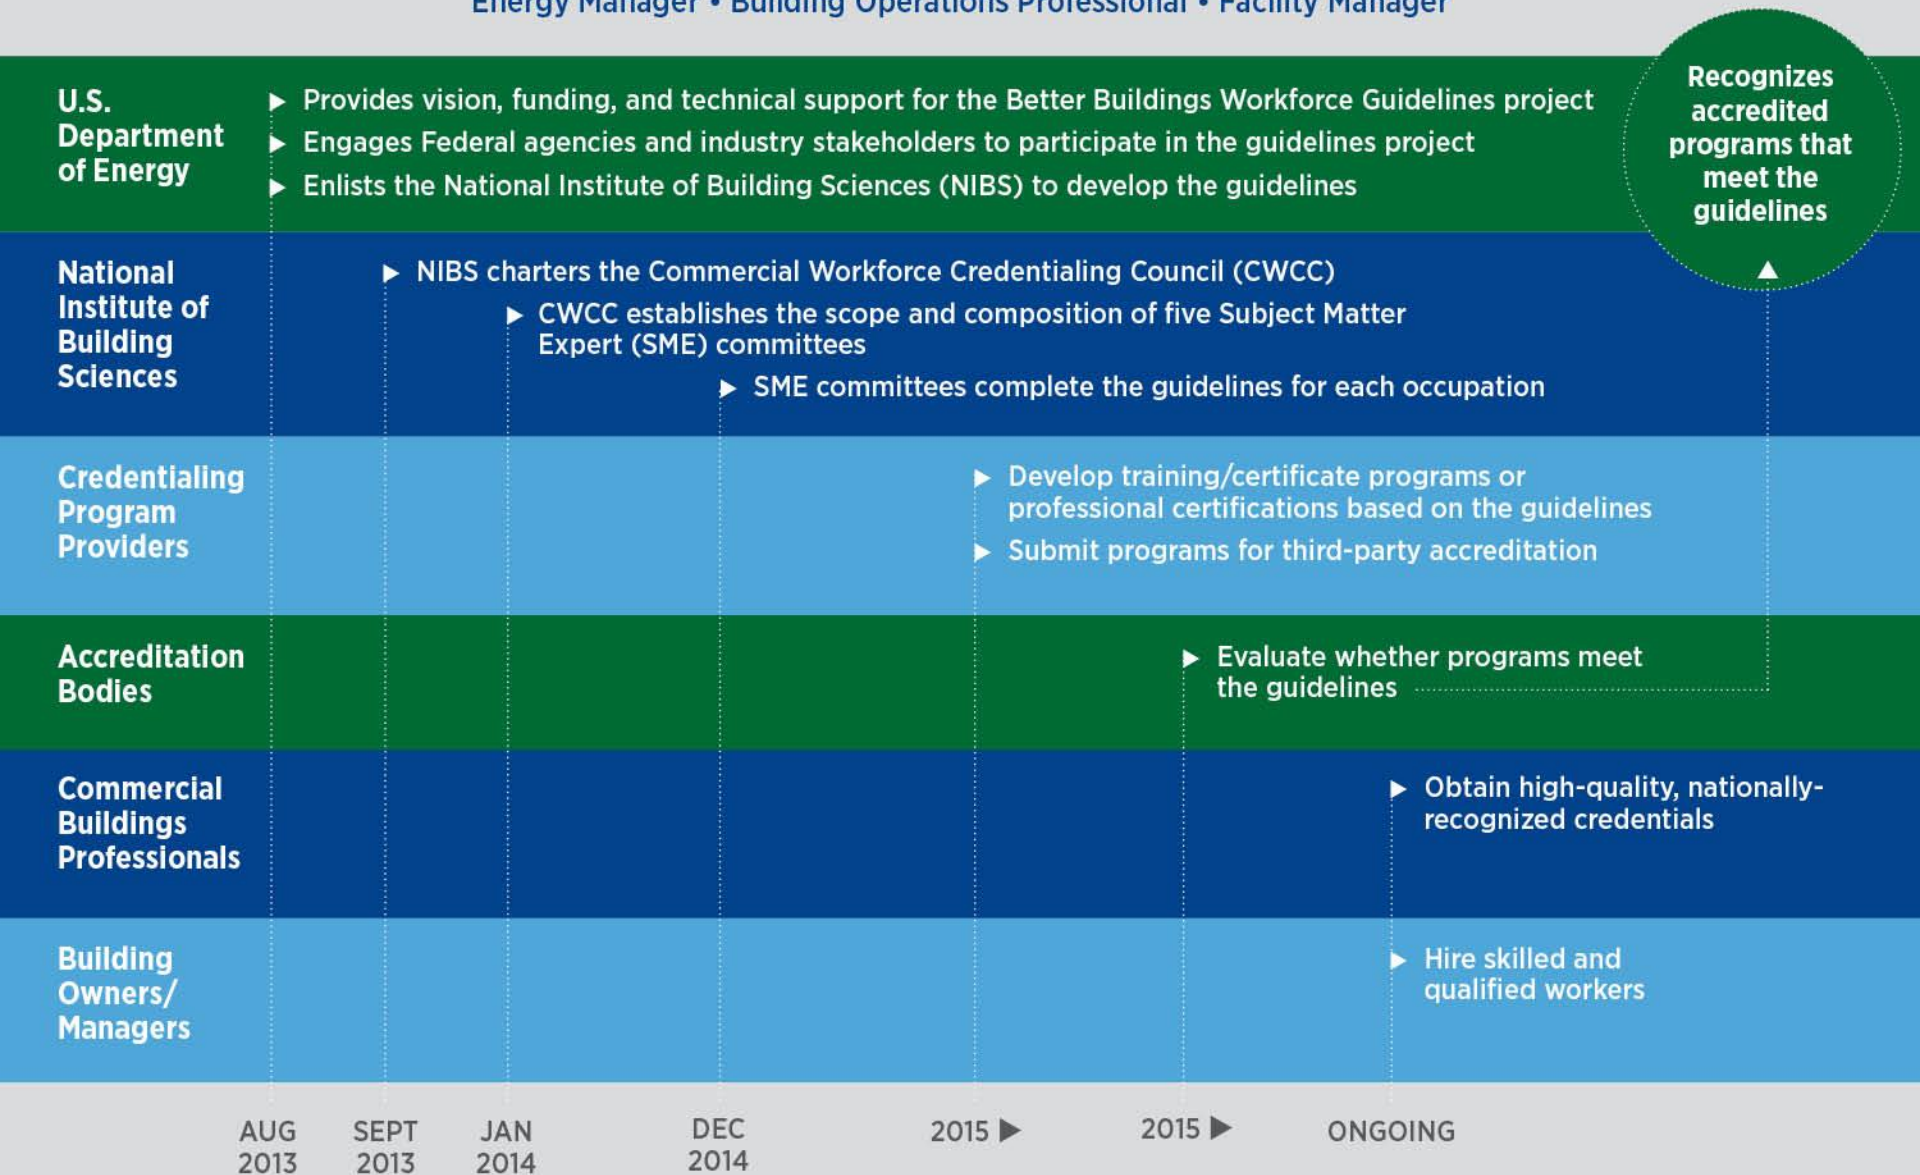 Energy Manager • Building Operations Professional • Facility Manager
U.S.
Department
of Energy
Provides vision, funding, and technical support for the Better Buildings Workforce Guidelines project
Engages Federal agencies and industry stakeholders to participate in the guidelines project
Enlists the National Institute of Building Sciences (NIBS) to develop the guidelines
Recognizes
accredited
programs that
meet the
guidelines
National
Institute of
Building
Sciences
NIBS charters the Commercial Workforce Credentialing Council (CWCC)
CWCC establishes the scope and composition of five Subject Matter
Expert (SME) committees
SME committees complete the guidelines for each occupation
Credentialing
Program
Providers
Develop training/certificate programs or
professional certifications based on the guidelines
Submit programs for third-party accreditation
Accreditation
Bodies
Evaluate whether programs meet
the guidelines
Commercial
Buildings
Professionals
Obtain high-quality, nationally-
recognized credentials
Building
Owners/
Managers
Hire skilled and
qualified workers
AUG
2013
SEPT
2013
JAN
2014
DEC
2014
2015
2015
ONGOING